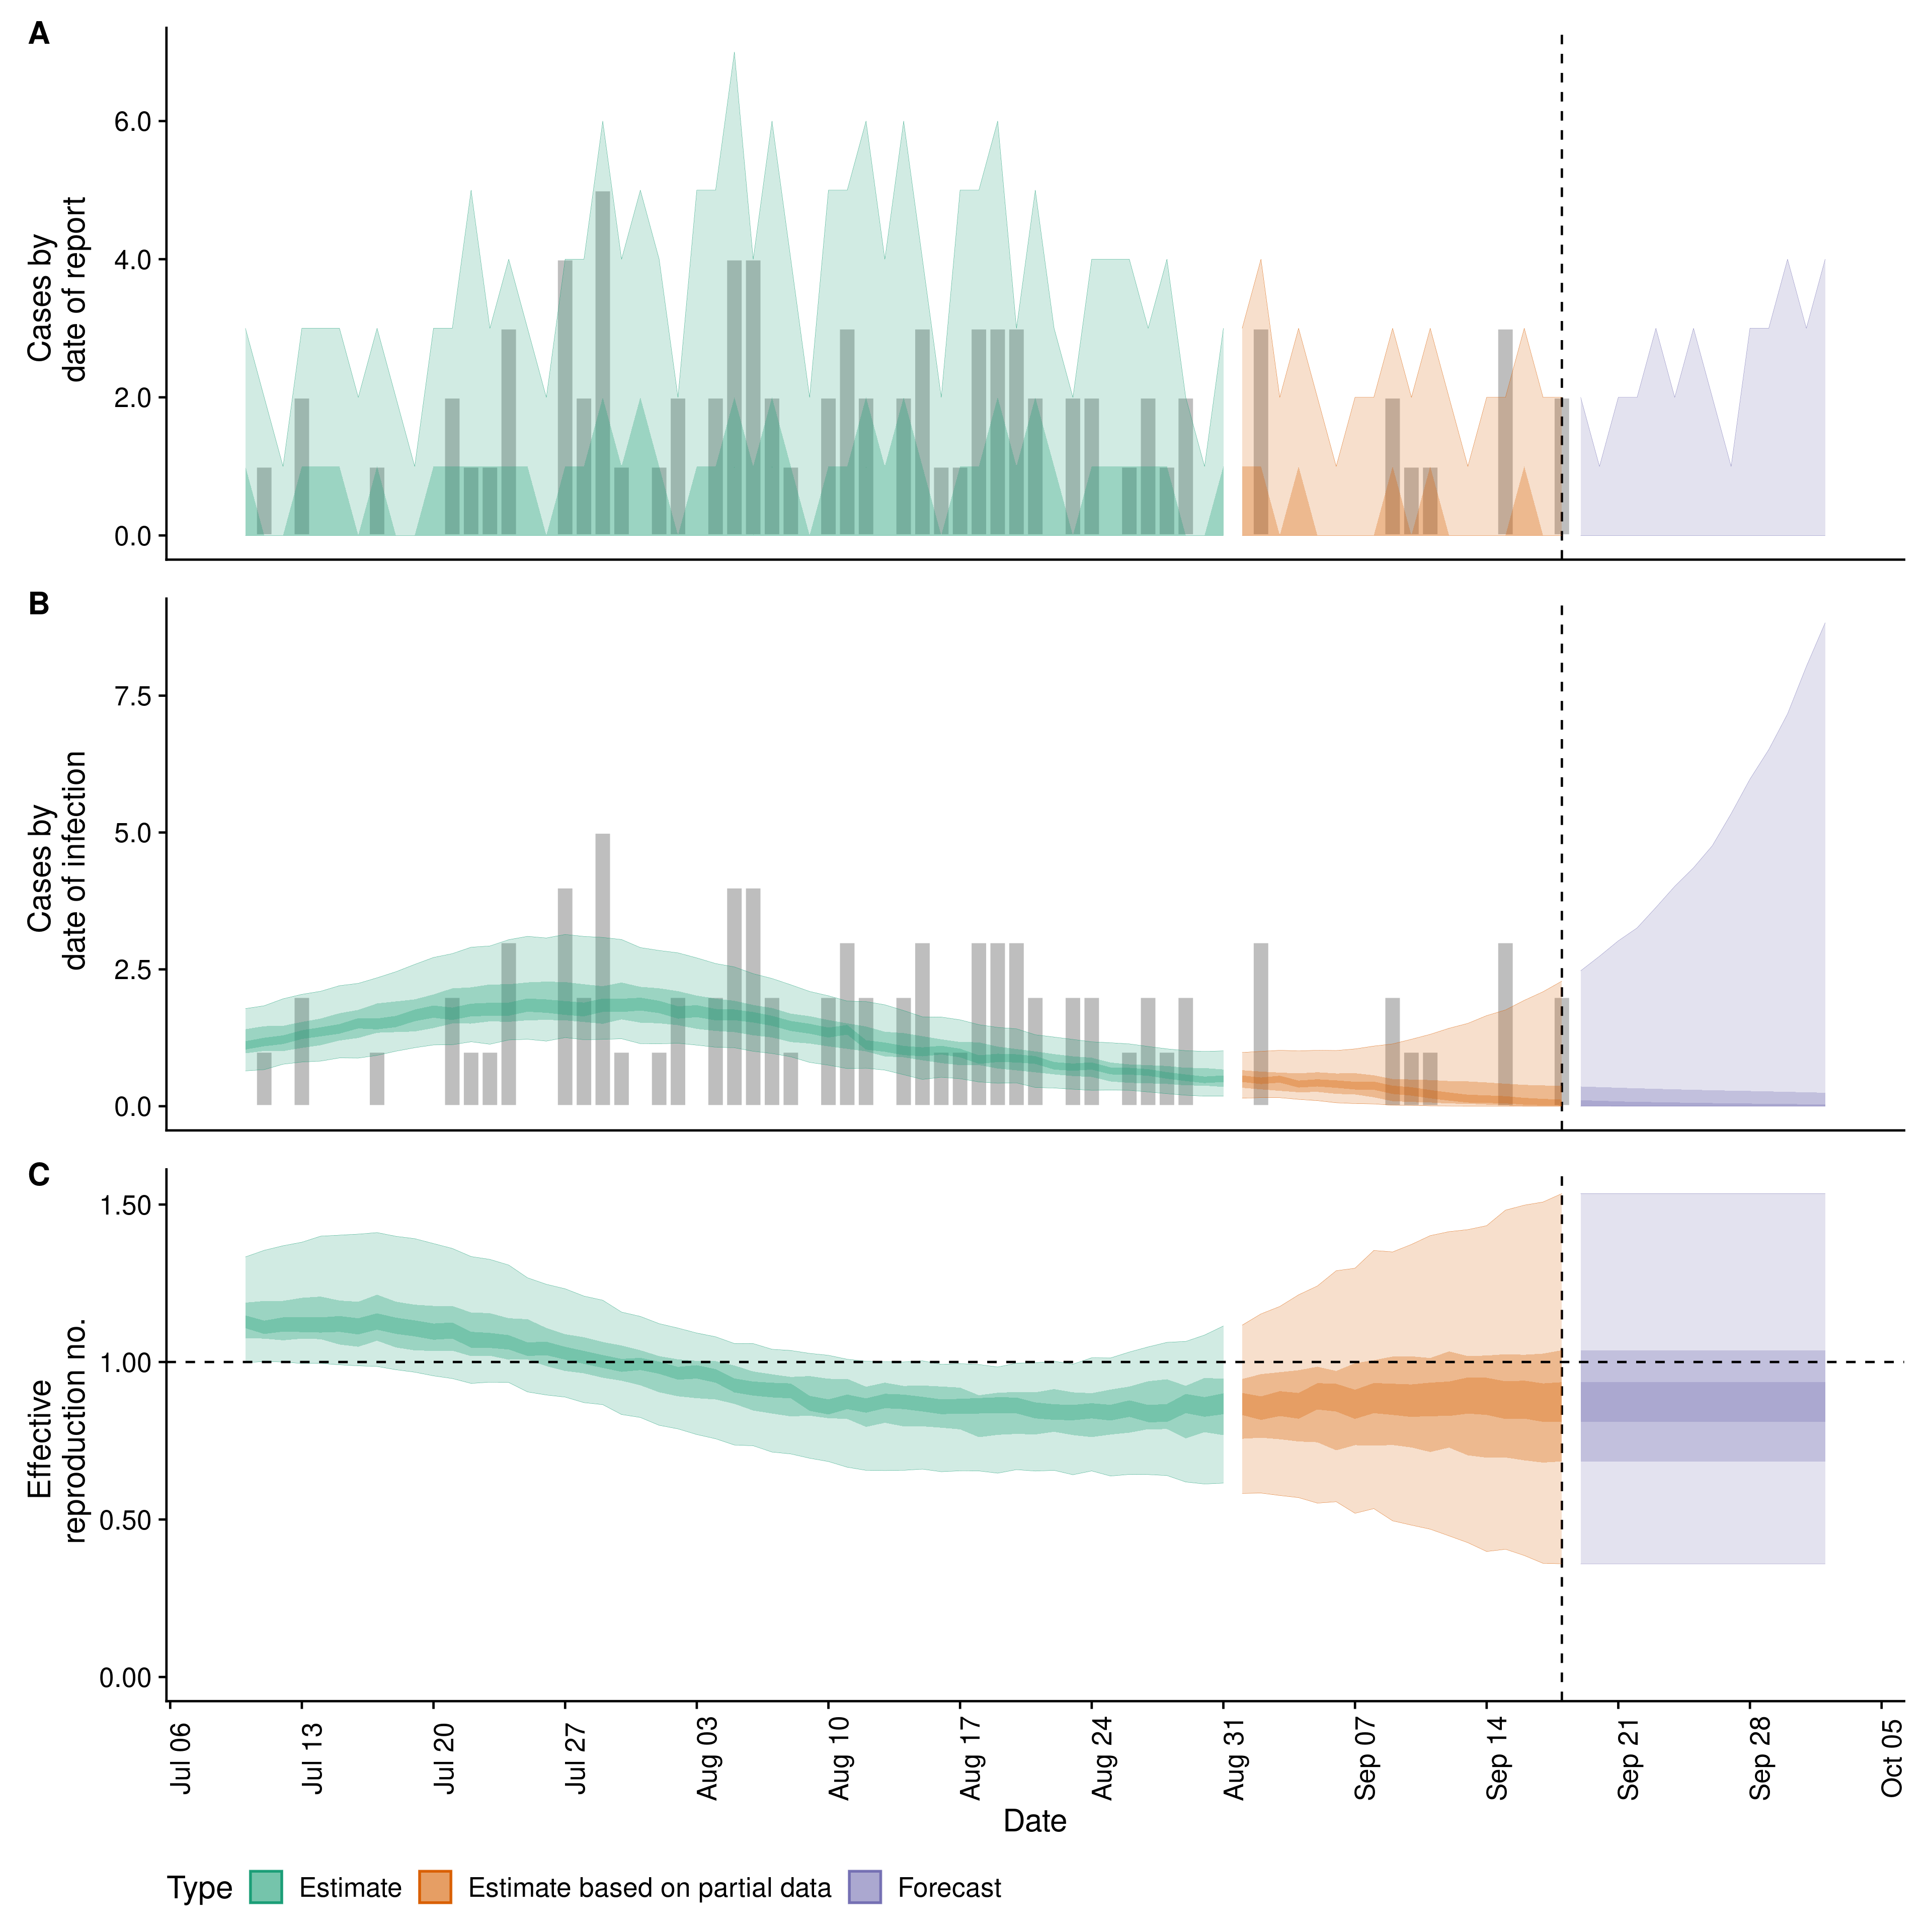 A
Cases by
date of report
6.0
4.0
2.0
0.0
B
Cases by
date of infection
7.5
5.0
2.5
0.0
C
Effective
reproduction no.
1.50
1.00
0.50
0.00
Jul 06
Jul 13
Jul 20
Jul 27
Aug 03
Aug 10
Aug 17
Aug 24
Aug 31
Sep 07
Sep 14
Sep 21
Sep 28
Oct 05
Date
Type Estimate Estimate based on partial data Forecast